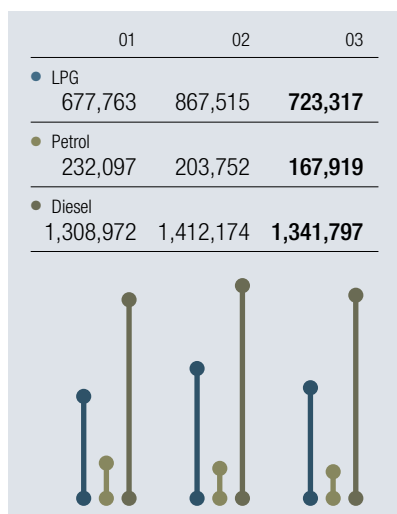 01 02 03
LPG
677,763 867,515 723,317
Petrol
232,097 203,752 167,919
Diesel
1,308,972 1,412,174 1,341,797